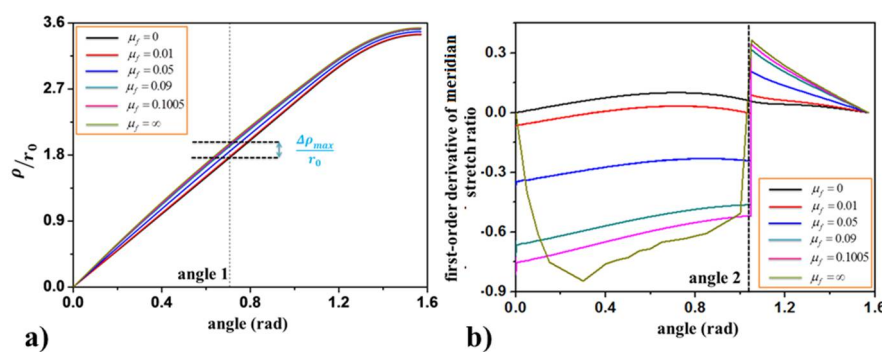 3.6
2.7
1.8
0.9
0.0
ρ/r₀
μf = 0
μf = 0.01
μf = 0.05
μf = 0.09
μf = 0.1005
μf = ∞
Δρmax
r₀
angle 1
0.0 0.4 0.8 1.2 1.6
angle (rad)
a)
first-order derivative of meridian
stretch ratio
0.3
0.0
-0.3
-0.6
-0.9
μf = 0
μf = 0.01
μf = 0.05
μf = 0.09
μf = 0.1005
μf = ∞
angle 2
0.0 0.4 0.8 1.2 1.6
angle (rad)
b)